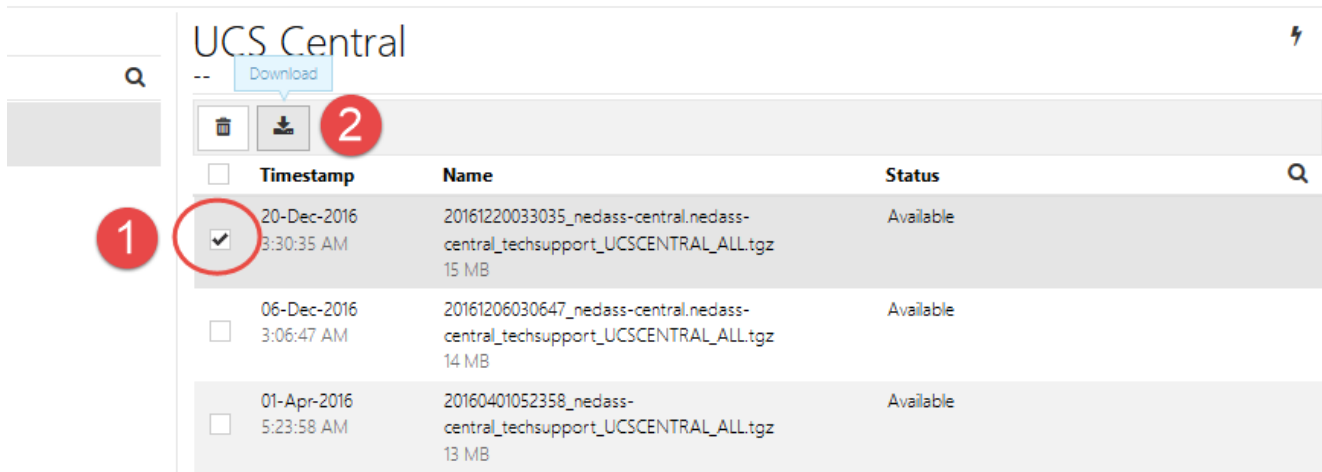 UCS Central
--
Download
2
Timestamp Name Status
1
20-Dec-2016 20161220033035_nedass-central.nedass- Available
3:30:35 AM central_techsupport_UCSCENTRAL_ALL.tgz
15 MB
06-Dec-2016 20161206030647_nedass-central.nedass- Available
3:06:47 AM central_techsupport_UCSCENTRAL_ALL.tgz
14 MB
01-Apr-2016 20160401052358_nedass- Available
5:23:58 AM central_techsupport_UCSCENTRAL_ALL.tgz
13 MB